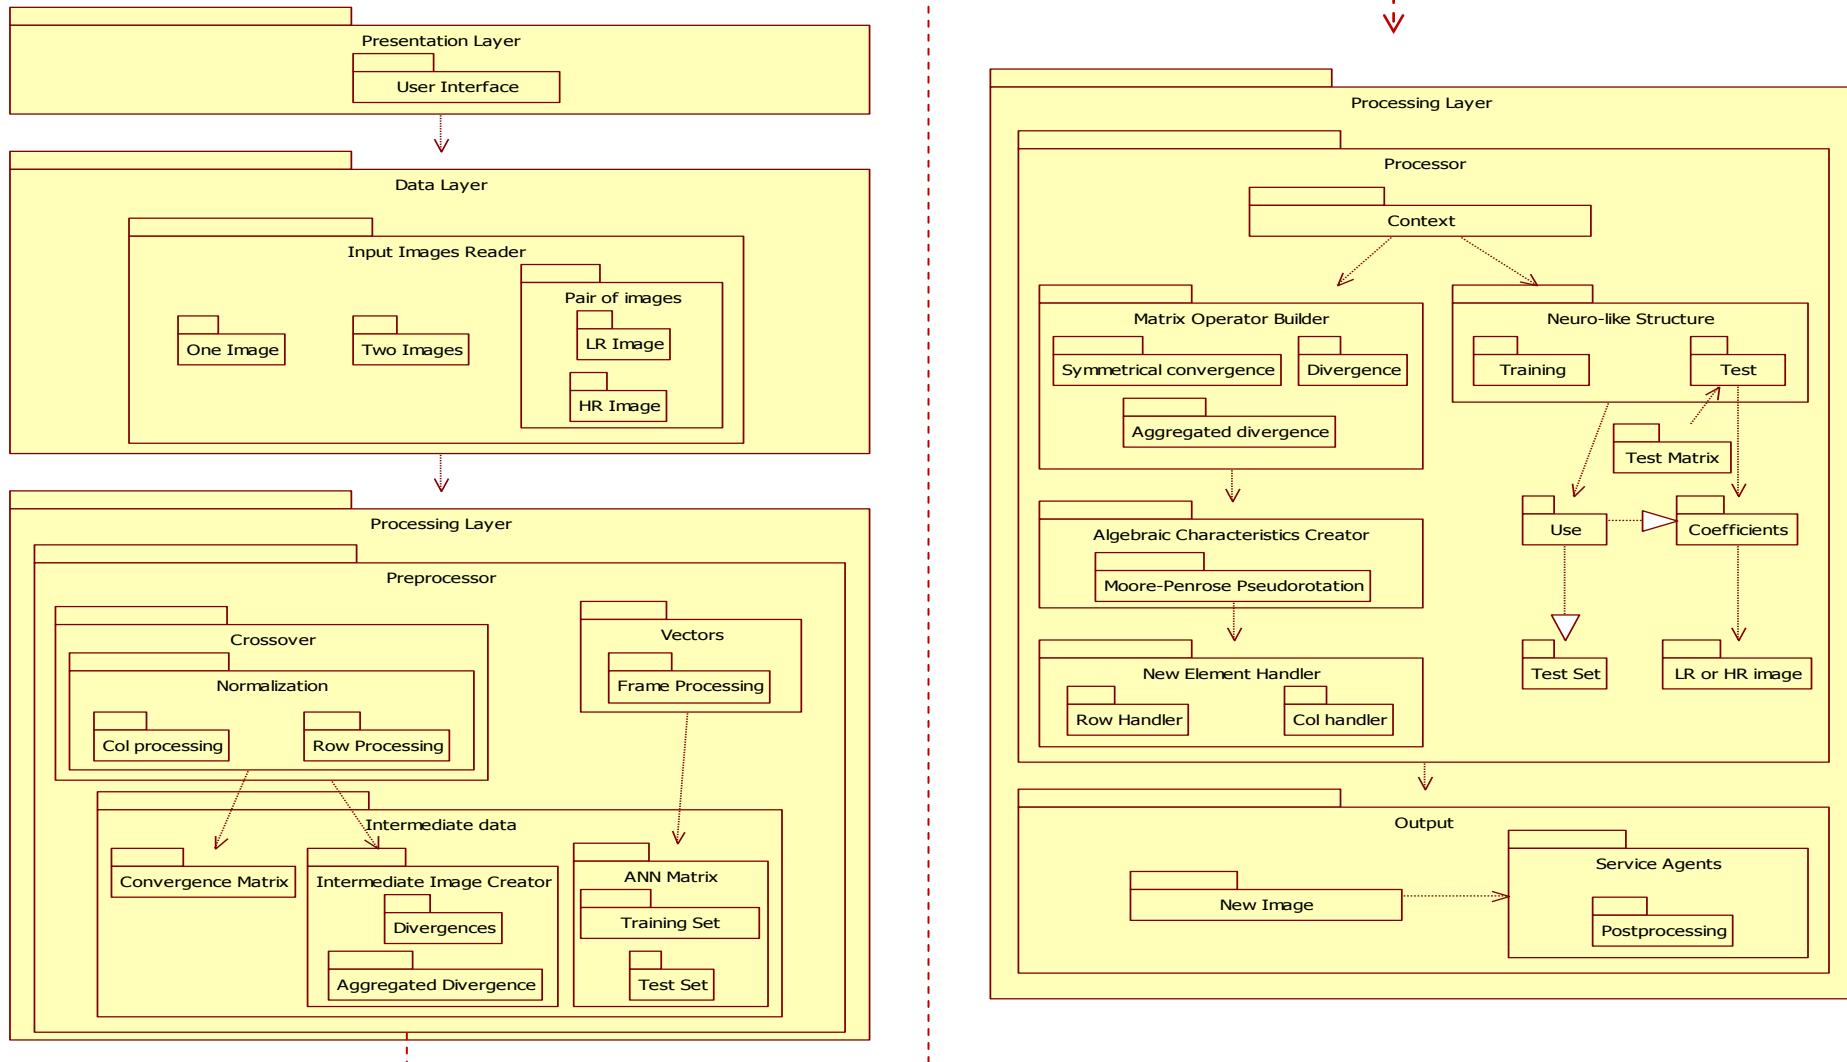 Presentation Layer
User Interface
Data Layer
Input Images Reader
Pair of images
One Image
Two Images
LR Image
HR Image
Processing Layer
Preprocessor
Crossover
Vectors
Normalization
Frame Processing
Col processing
Row Processing
Intermediate data
Convergence Matrix
Intermediate Image Creator
ANN Matrix
Divergences
Training Set
Aggregated Divergence
Test Set
Processing Layer
Processor
Context
Matrix Operator Builder
Neuro-like Structure
Symmetrical convergence
Divergence
Training
Test
Aggregated divergence
Test Matrix
Algebraic Characteristics Creator
Use
Coefficients
Moore-Penrose Pseudorotation
New Element Handler
Test Set
LR or HR image
Row Handler
Col handler
Output
Service Agents
New Image
Postprocessing